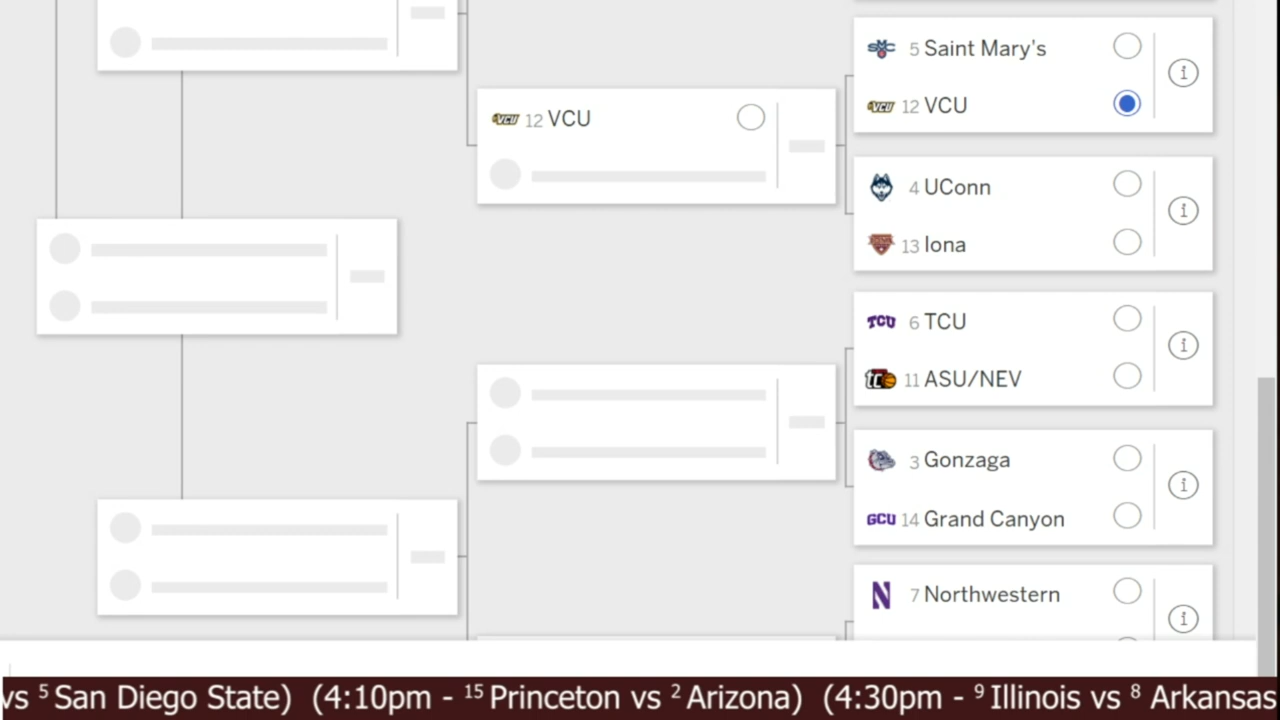 5 Saint Mary's
12 VCU
12 VCU
4 UConn
13 Iona
6 TCU
11 ASU/NEV
3 Gonzaga
GCU 14 Grand Canyon
7 Northwestern
vs 5 San Diego State) (4:10pm - 15 Princeton vs 2 Arizona) (4:30pm - 9 Illinois vs 8 Arkansas